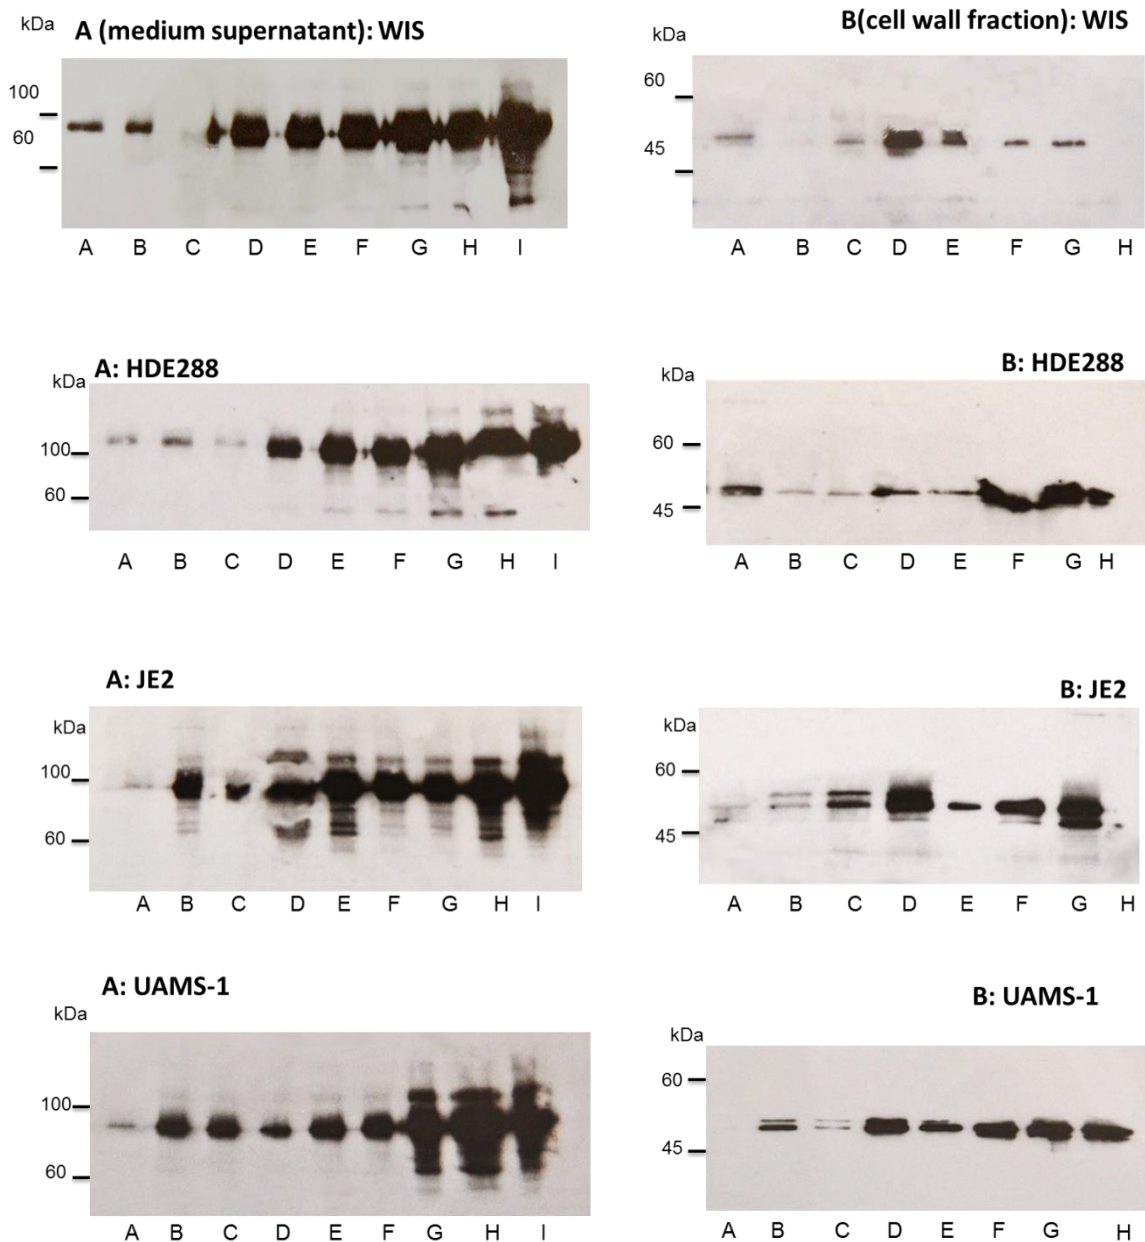 kDa
A (medium supernatant): WIS
100
60
A B C D E F G H I
B(cell wall fraction): WIS
kDa
60
45
A B C D E F G H
A: HDE288
kDa
100
60
A B C D E F G H I
B: HDE288
kDa
60
45
A B C D E F G H
A: JE2
kDa
100
60
A B C D E F G H I
B: JE2
kDa
60
45
A B C D E F G H
A: UAMS-1
kDa
100
60
A B C D E F G H I
B: UAMS-1
kDa
60
45
A B C D E F G H